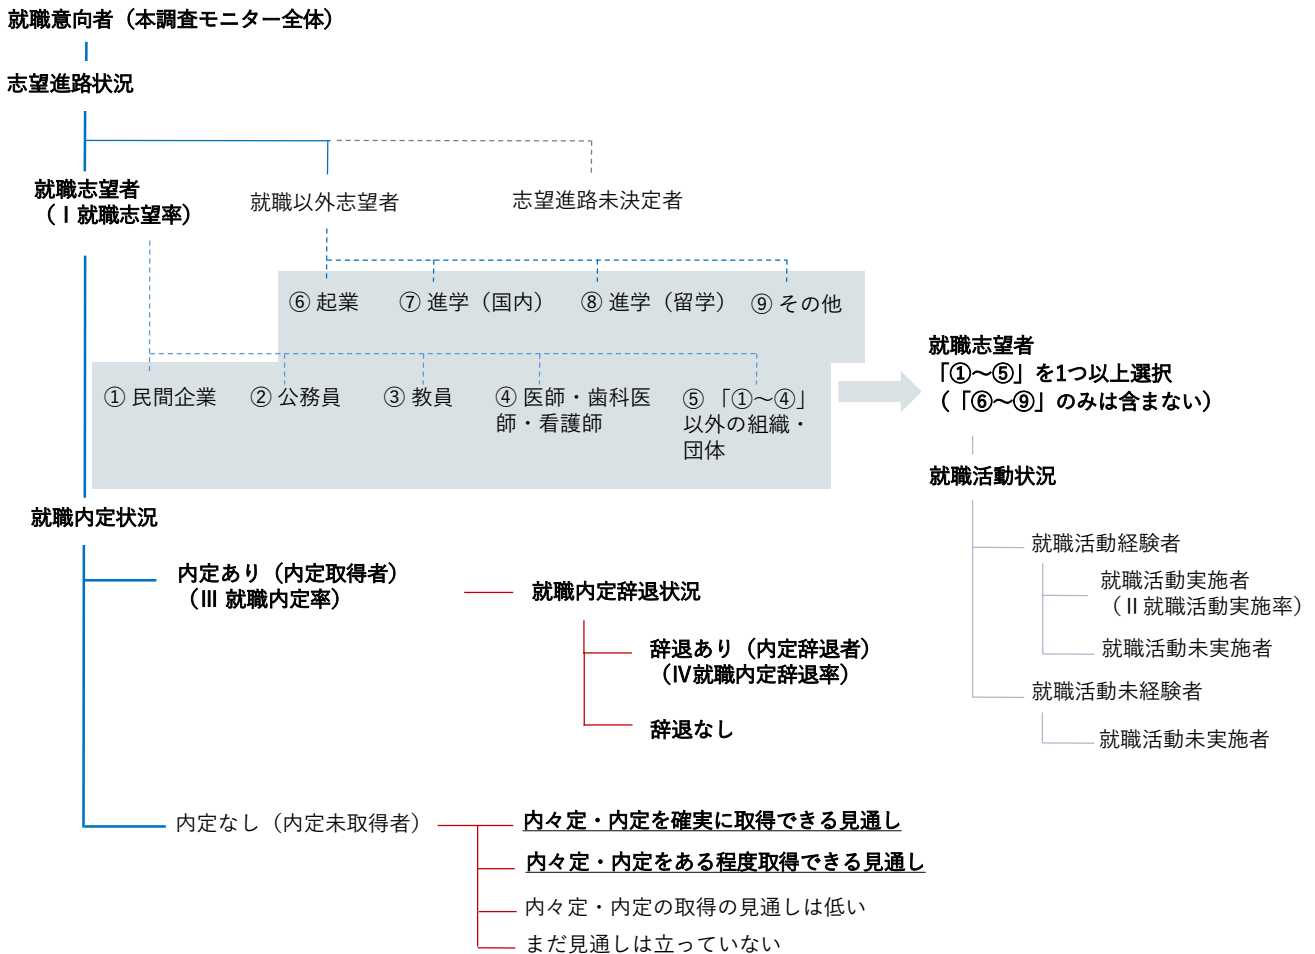 就職意向者（本調査モニター全体）
志望進路状況
就職志望者
（Ⅰ就職志望率）
就職以外志望者
志望進路未決定者
⑥ 起業
⑦ 進学（国内）
⑧ 進学（留学）
⑨ その他
① 民間企業
② 公務員
③ 教員
④ 医師・歯科医
師・看護師
⑤ 「①～④」
以外の組織・
団体
就職志望者
「①～⑤」を1つ以上選択
（「⑥～⑨」のみは含まない）
就職活動状況
就職活動経験者
就職活動実施者
（Ⅱ就職活動実施率）
就職活動未実施者
就職活動未経験者
就職活動未実施者
就職内定状況
内定あり（内定取得者）
（Ⅲ 就職内定率）
就職内定辞退状況
辞退あり（内定辞退者）
（Ⅳ就職内定辞退率）
辞退なし
内定なし（内定未取得者）
内々定・内定を確実に取得できる見通し
内々定・内定をある程度取得できる見通し
内々定・内定の取得の見通しは低い
まだ見通しは立っていない